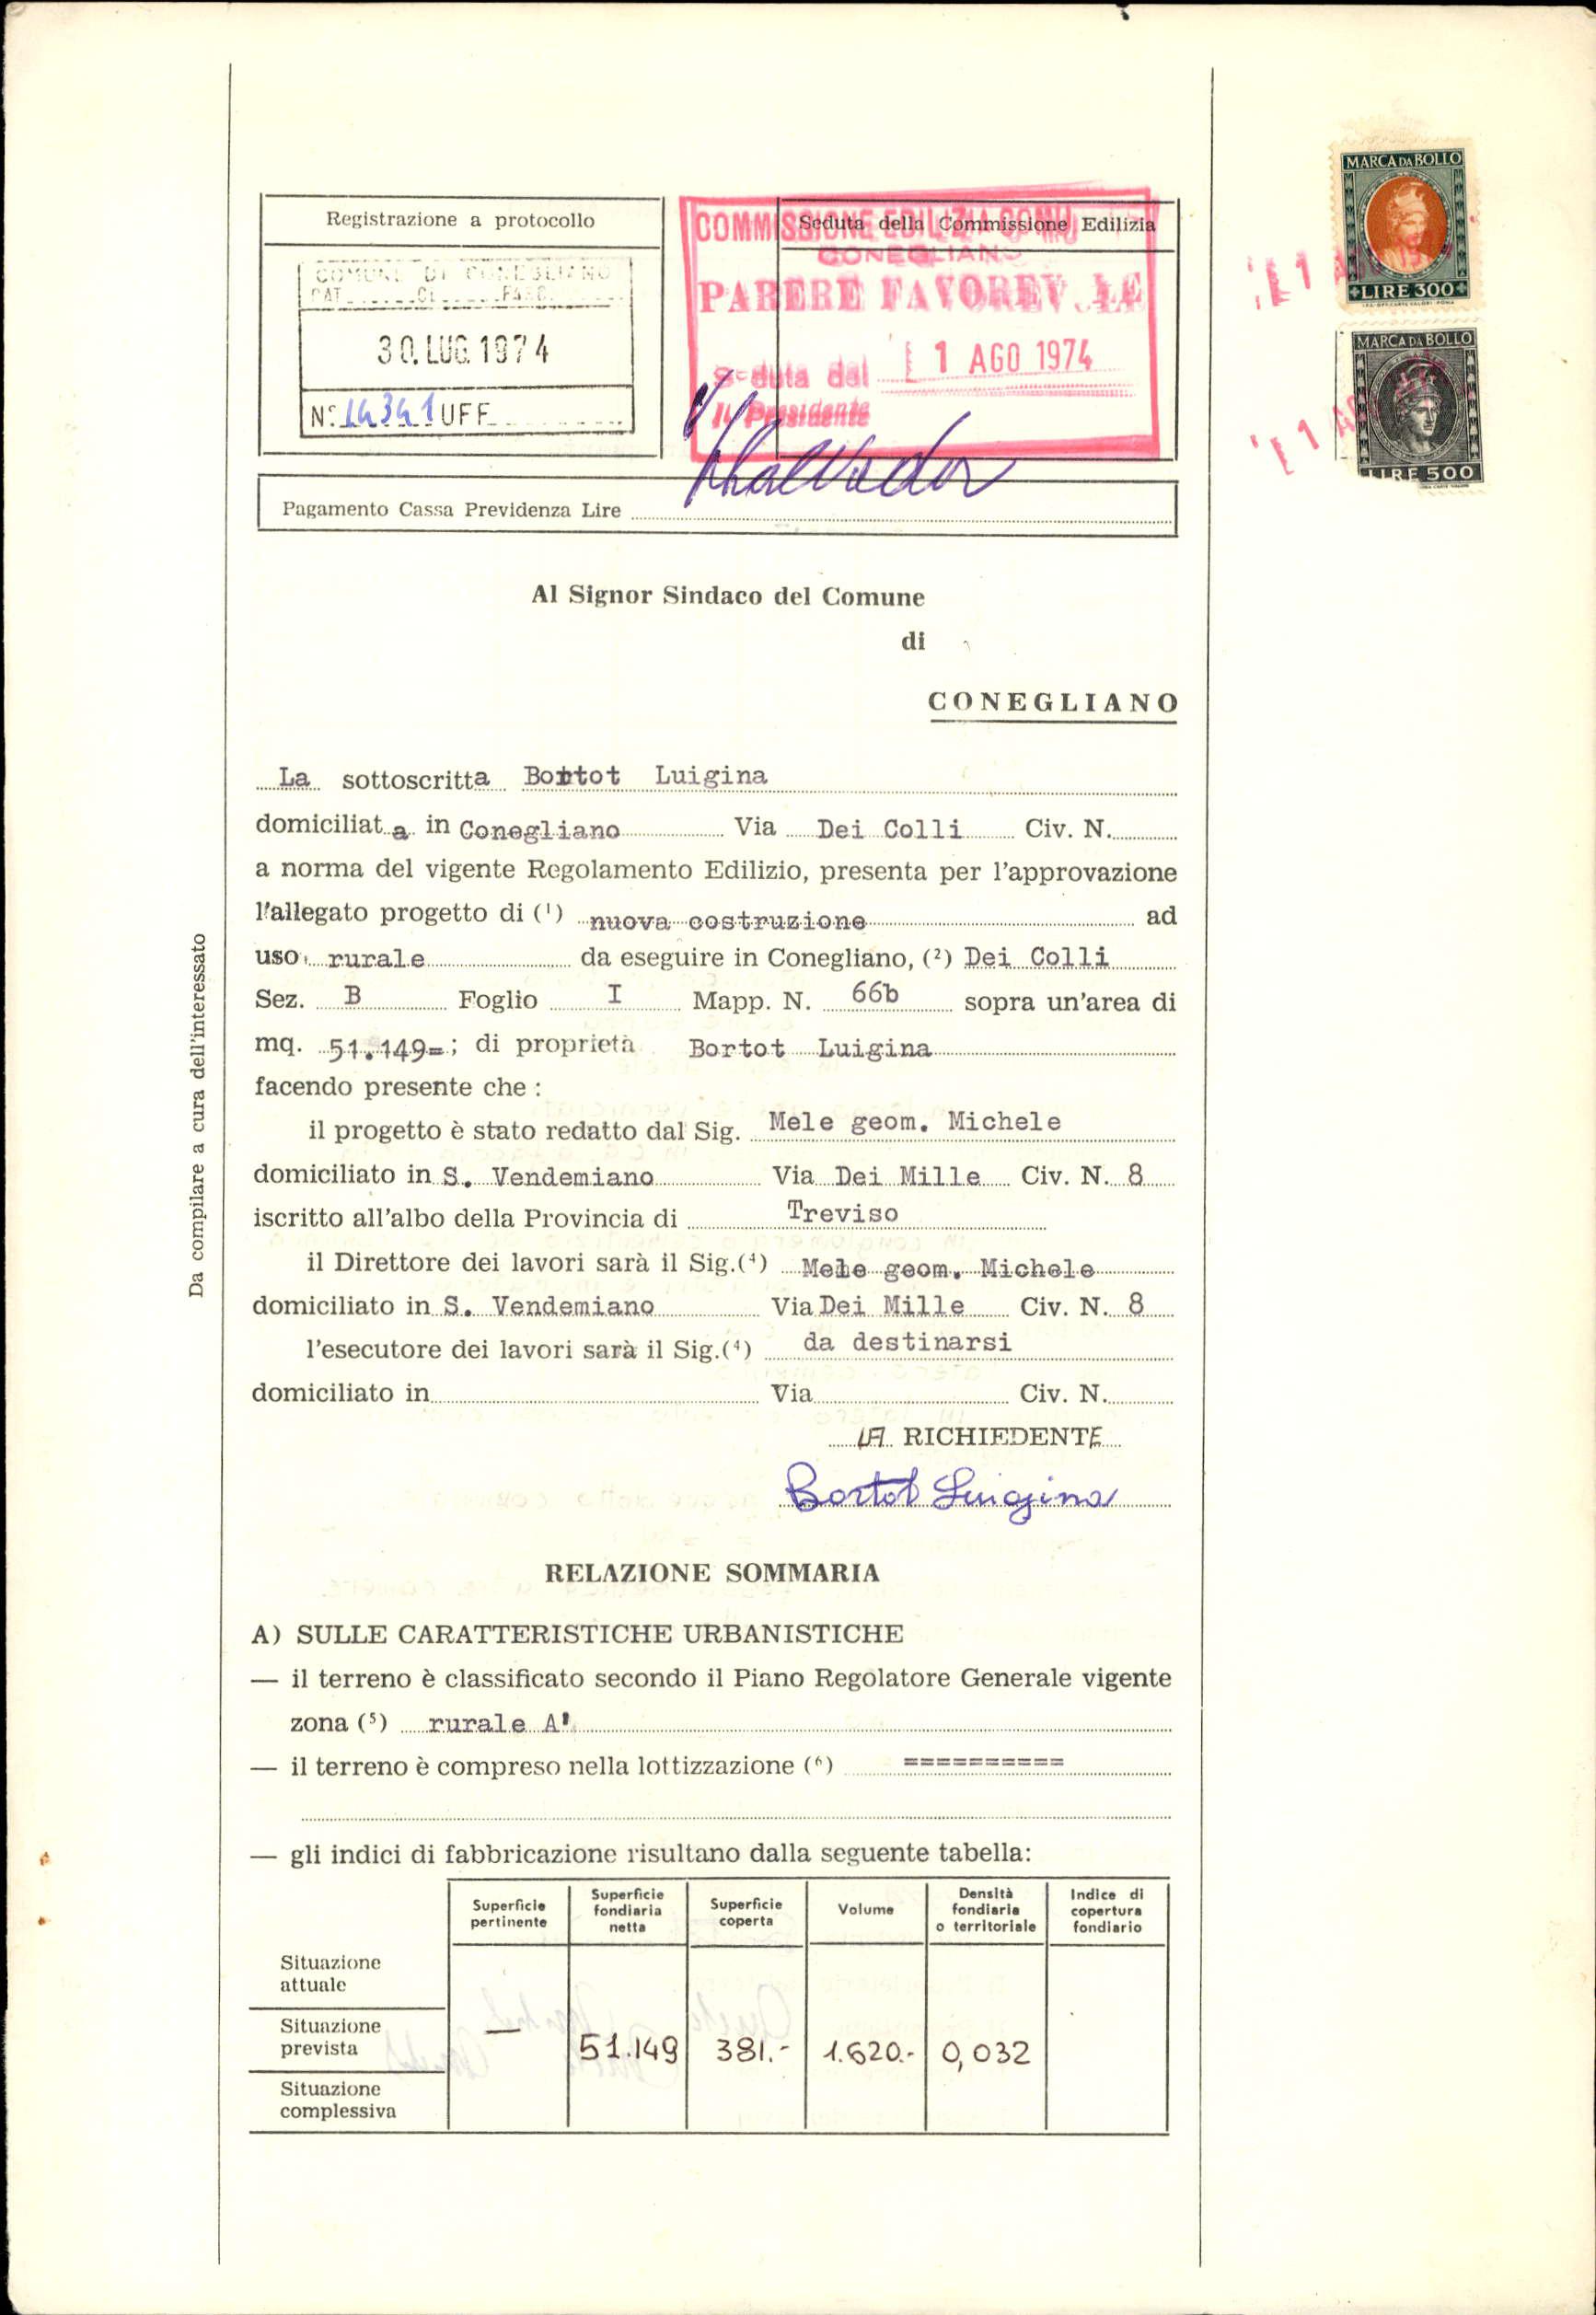 MARCA DA BOLLO
LIRE 300
MARCA DA BOLLO
LIRE 500
Registrazione a protocollo
COMUNE DI CONEGLIANO
CAT. CL. FASC.
30. LUG. 1974
N° 14341 UFF.
Seduta della Commissione Edilizia
COMMISSIONE EDILIZIA COMU
CONEGLIANO
PARERE FAVOREV LE
Seduta del 1 AGO 1974
Il Presidente
Pagamento Cassa Previdenza Lire
Al Signor Sindaco del Comune
di
CONEGLIANO
La sottoscritta Bortot Luigina
domiciliat a in Conegliano Via Dei Colli Civ. N.
a norma del vigente Regolamento Edilizio, presenta per l'approvazione
l'allegato progetto di (1) nuova costruzione ad
uso rurale da eseguire in Conegliano, (2) Dei Colli
Sez. B Foglio I Mapp. N. 66b sopra un'area di
mq. 51.149=; di proprietà Bortot Luigina
facendo presente che :
il progetto è stato redatto dal Sig. Mele geom. Michele
domiciliato in S. Vendemiano Via Dei Mille Civ. N. 8
iscritto all'albo della Provincia di Treviso
il Direttore dei lavori sarà il Sig.(4) Mele geom. Michele
domiciliato in S. Vendemiano Via Dei Mille Civ. N. 8
l'esecutore dei lavori sarà il Sig.(4) da destinarsi
domiciliato in Via Civ. N.
LA RICHIEDENTE
Bortot Luigina
Da compilare a cura dell'interessato
RELAZIONE SOMMARIA
A) SULLE CARATTERISTICHE URBANISTICHE
— il terreno è classificato secondo il Piano Regolatore Generale vigente
zona (5) rurale A'
— il terreno è compreso nella lottizzazione (6) ==========
— gli indici di fabbricazione risultano dalla seguente tabella:
Superficie pertinente Superficie fondiaria netta Superficie coperta Volume Densità fondiaria o territoriale Indice di copertura fondiario
Situazione attuale
Situazione prevista — 51.149 381.- 1.620.- 0,032
Situazione complessiva